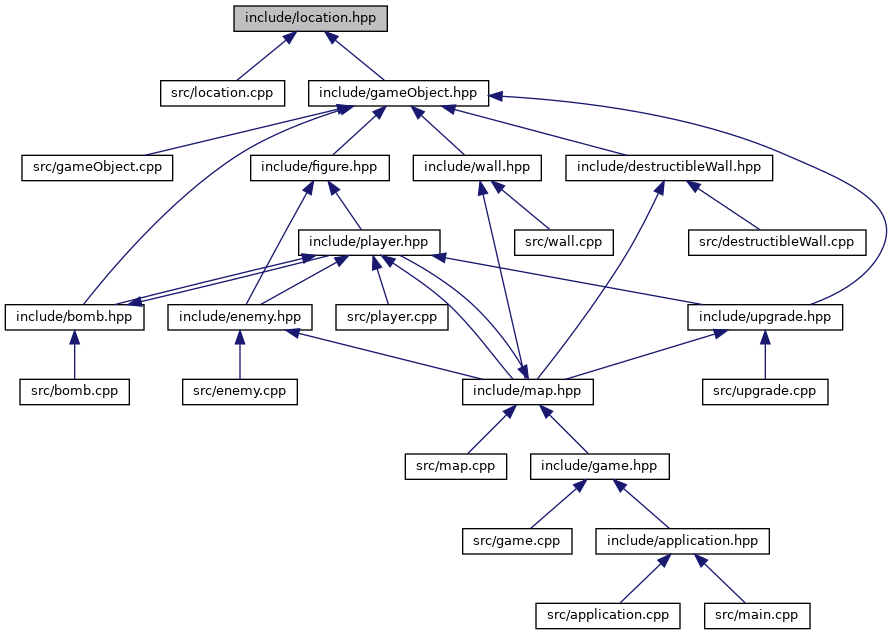 include/location.hpp
src/location.cpp
include/gameObject.hpp
src/gameObject.cpp
include/figure.hpp
include/wall.hpp
include/destructibleWall.hpp
include/player.hpp
src/wall.cpp
src/destructibleWall.cpp
include/bomb.hpp
include/enemy.hpp
src/player.cpp
include/upgrade.hpp
src/bomb.cpp
src/enemy.cpp
include/map.hpp
src/upgrade.cpp
src/map.cpp
include/game.hpp
src/game.cpp
include/application.hpp
src/application.cpp
src/main.cpp